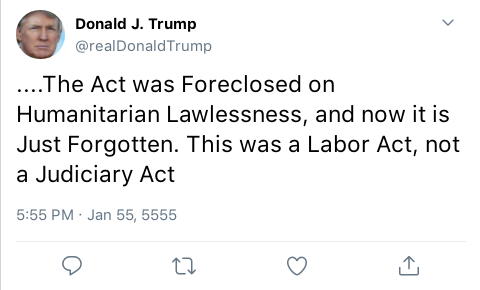 Donald J. Trump
@realDonaldTrump
....The Act was Foreclosed on
Humanitarian Lawlessness, and now it is
Just Forgotten. This was a Labor Act, not
a Judiciary Act
5:55 PM · Jan 55, 5555